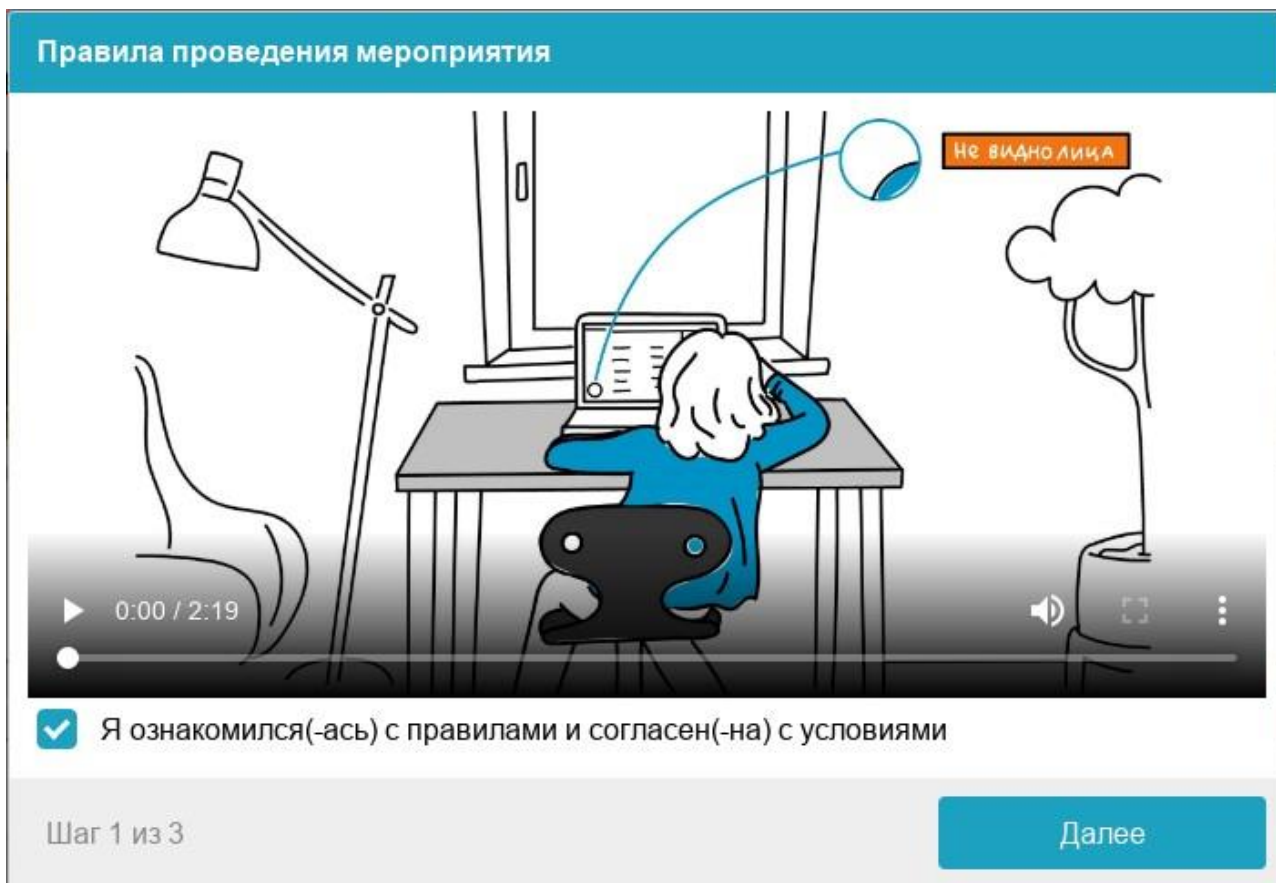 Правила проведения мероприятия
Не видно лица
0:00 / 2:19
Я ознакомился(-ась) с правилами и согласен(-на) с условиями
Шаг 1 из 3
Далее